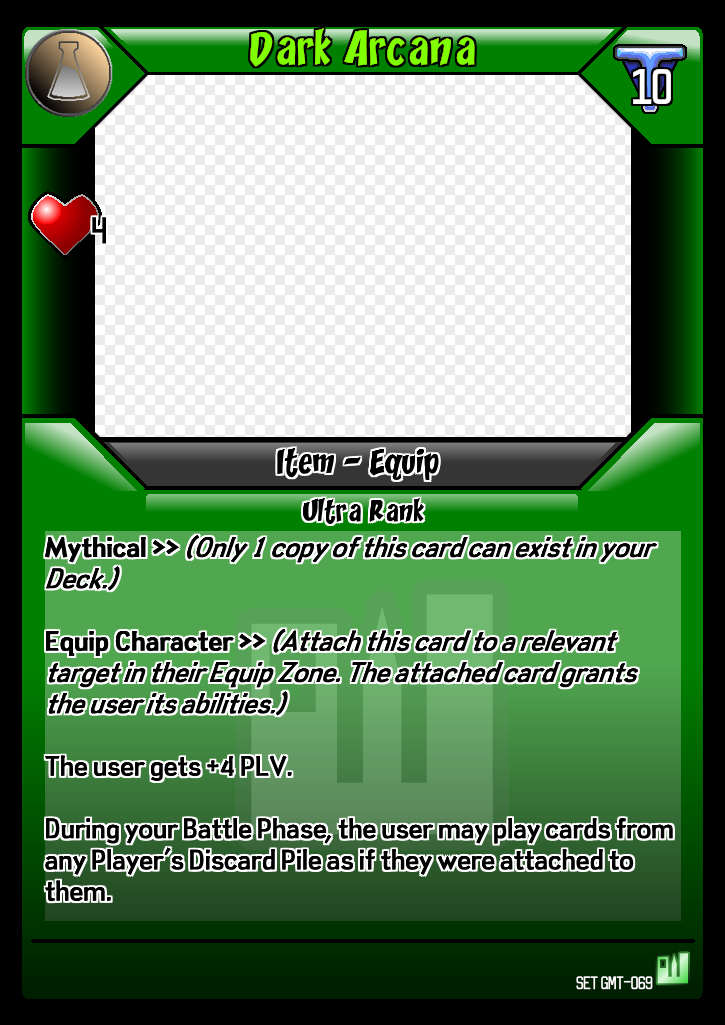 Dark Arcana
10
4
Item - Equip
Ultra Rank
Mythical >> (Only 1 copy of this card can exist in your
Deck.)
Equip Character >> (Attach this card to a relevant
target in their Equip Zone. The attached card grants
the user its abilities.)
The user gets +4 PLV.
During your Battle Phase, the user may play cards from
any Player's Discard Pile as if they were attached to
them.
SET GMT-069